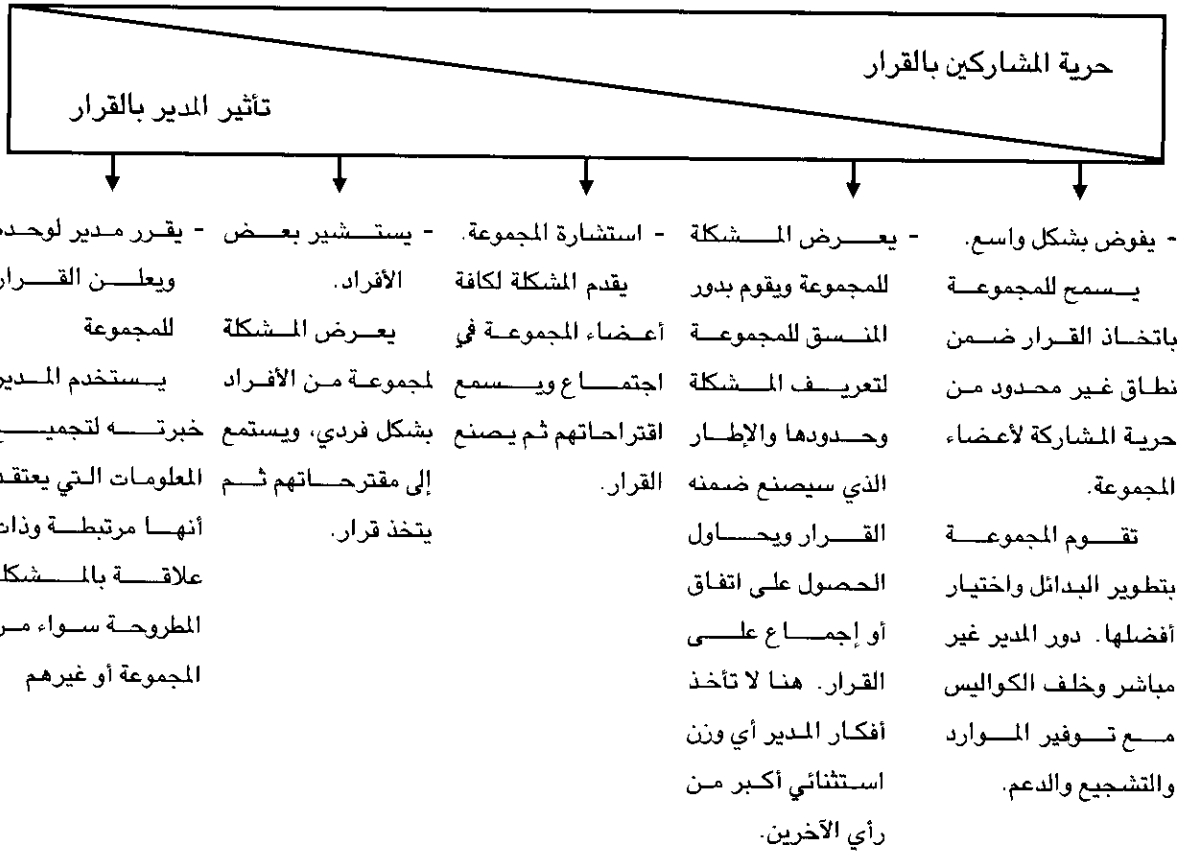 حرية المشاركين بالقرار
تأثير المدير بالقرار
- يفوض بشكل واسع.
يسمح للمجموعة
باتخاذ القرار ضمن
نطاق غير محدود من
حرية المشاركة لأعضاء
المجموعة.
تقوم المجموعة
بتطوير البدائل واختيار
أفضلها. دور المدير غير
مباشر وخلف الكواليس
مع توفير الموارد
والتشجيع والدعم.
- يعرض المشكلة
للمجموعة ويقوم بدور
المنسق للمجموعة
لتعريف المشكلة
وحدودها والإطار
الذي سيصنع ضمنه
القرار ويحاول
الحصول على اتفاق
أو إجماع على
القرار. هنا لا تأخذ
أفكار المدير أي وزن
استثنائي أكبر من
رأي الآخرين.
- استشارة المجموعة.
يقدم المشكلة لكافة
أعضاء المجموعة في
اجتماع ويسمع
اقتراحاتهم ثم يصنع
القرار.
- يستشير بعض
الأفراد.
يعرض المشكلة
لمجموعة من الأفراد
بشكل فردي، ويستمع
إلى مقترحاتهم ثم
يتخذ قرار.
- يقرر مدير لوحده
ويعلن القرار
للمجموعة
يستخدم المدير
خبرته لتجميع
المعلومات التي يعتقد
أنها مرتبطة وذات
علاقة بالمشكلة
المطروحة سواء من
المجموعة أو غيرهم